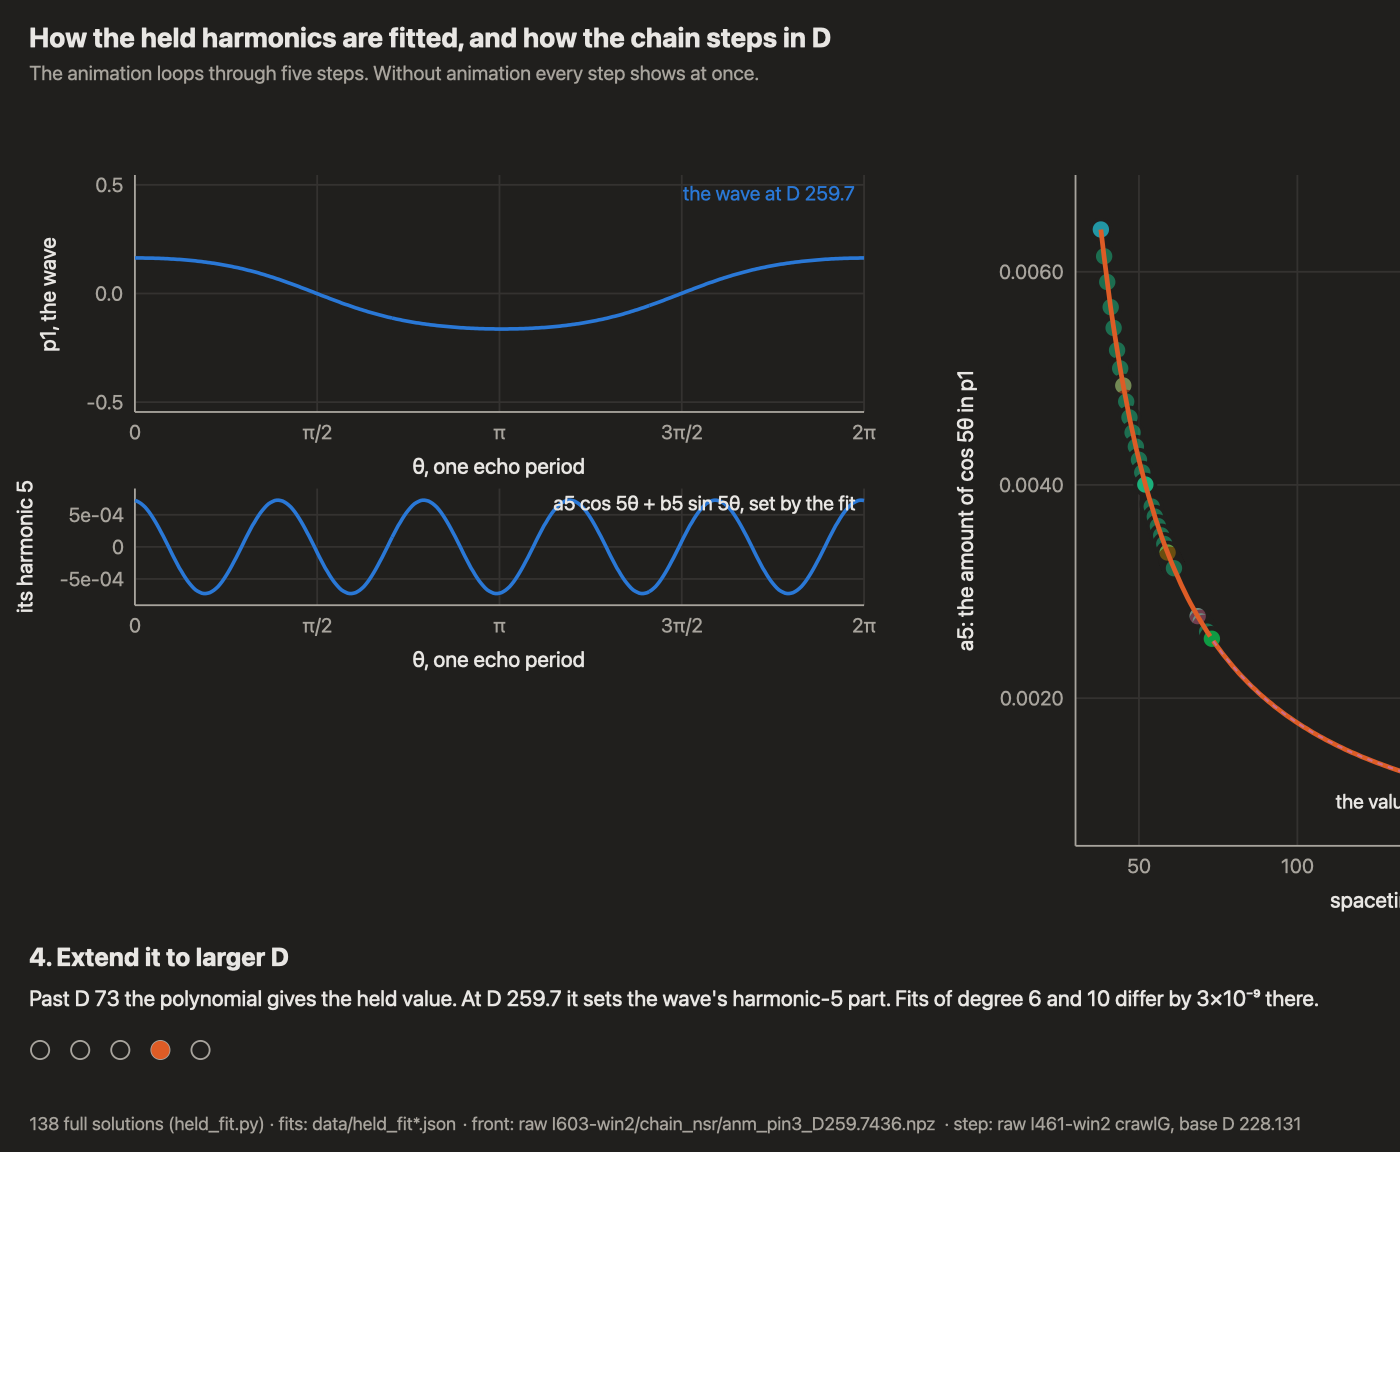 How the held harmonics are fitted, and how the chain steps in D
The animation loops through five steps. Without animation every step shows at once.
0.5
0.0
-0.5
p1, the wave
the wave at D 259.7
0
π/2
π
3π/2
2π
θ, one echo period
5e-04
0
-5e-04
its harmonic 5
a5 cos 5θ + b5 sin 5θ, set by the fit
0
π/2
π
3π/2
2π
θ, one echo period
0.0060
0.0040
0.0020
a5: the amount of cos 5θ in p1
the valu
50
100
spaceti
4. Extend it to larger D
Past D 73 the polynomial gives the held value. At D 259.7 it sets the wave's harmonic-5 part. Fits of degree 6 and 10 differ by 3×10⁻⁹ there.
138 full solutions (held_fit.py) · fits: data/held_fit*.json · front: raw l603-win2/chain_nsr/anm_pin3_D259.7436.npz · step: raw l461-win2 crawlG, base D 228.131